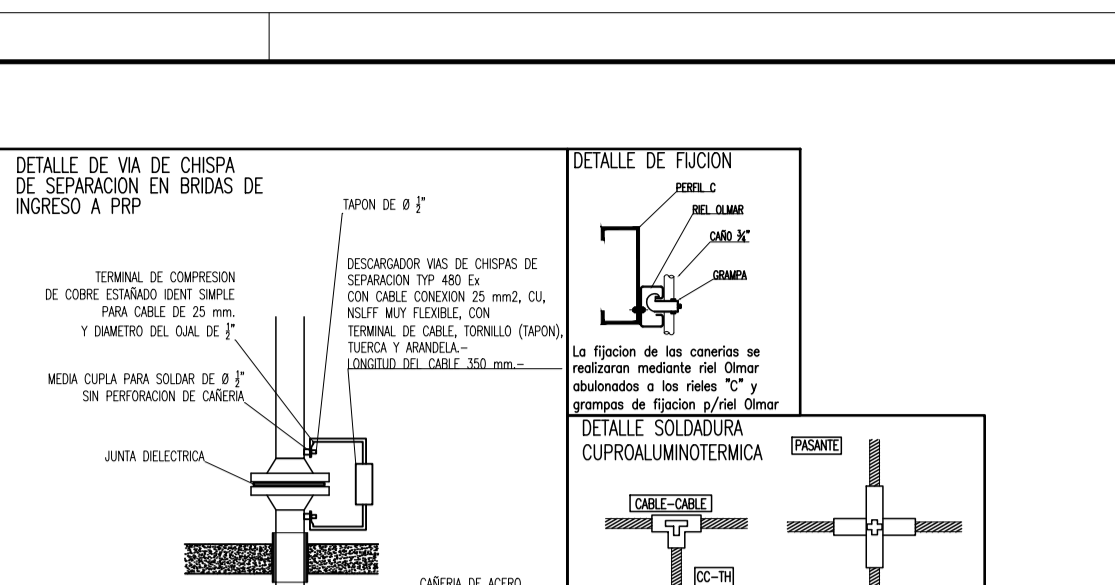 DETALLE DE VIA DE CHISPA
DE SEPARACION EN BRIDAS DE
INGRESO A PRP
TAPON DE Ø ½"
TERMINAL DE COMPRESION
DE COBRE ESTAÑADO IDENT SIMPLE
PARA CABLE DE 25 mm.
Y DIAMETRO DEL OJAL DE ½"
DESCARGADOR VIAS DE CHISPAS DE
SEPARACION TYP 480 Ex
CON CABLE CONEXION 25 mm2, CU,
NSLFF MUY FLEXIBLE, CON
TERMINAL DE CABLE, TORNILLO (TAPON),
TUERCA Y ARANDELA.-
LONGITUD DEL CABLE 350 mm.-
MEDIA CUPLA PARA SOLDAR DE Ø ½"
SIN PERFORACION DE CAÑERIA
JUNTA DIELECTRICA
CAÑERIA DE ACERO
DETALLE DE FIJCION
PERFIL C
RIEL OLMAR
CAÑO ¾"
GRAMPA
La fijacion de las canerias se
realizaran mediante riel Olmar
abulonados a los rieles "C" y
grampas de fijacion p/riel Olmar
DETALLE SOLDADURA
CUPROALUMINOTERMICA
PASANTE
CABLE-CABLE
CC-TH